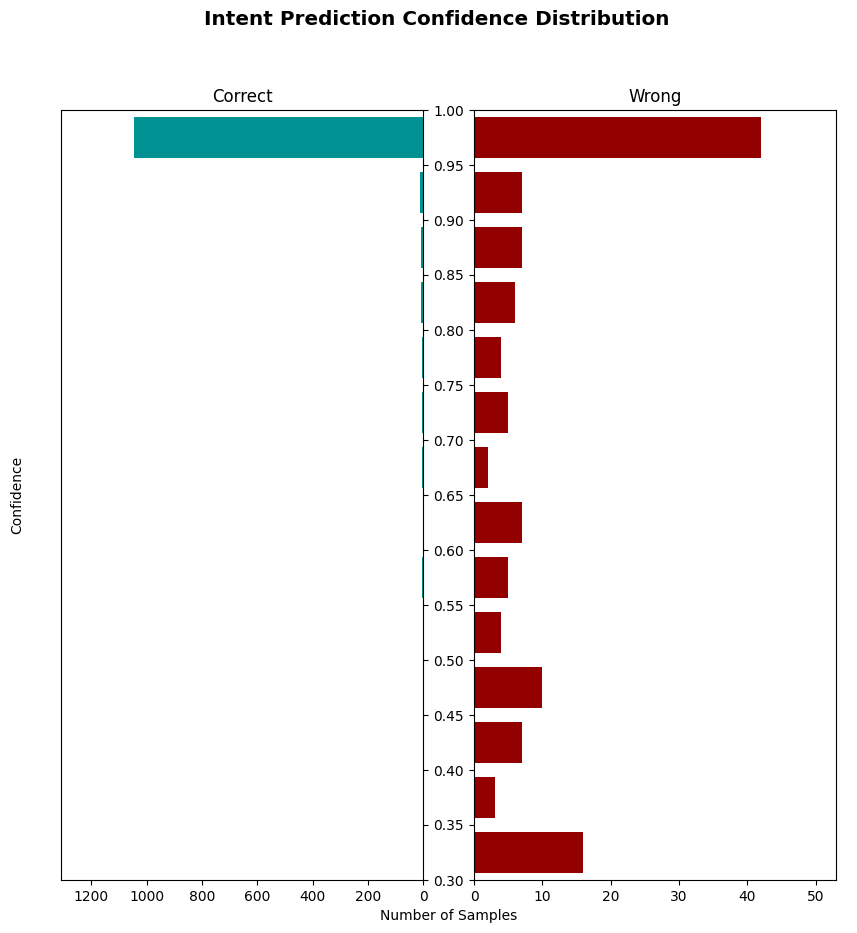 Intent Prediction Confidence Distribution
Correct
Wrong
1.00
0.95
0.90
0.85
0.80
0.75
0.70
0.65
0.60
0.55
0.50
0.45
0.40
0.35
0.30
Confidence
1200 1000 800 600 400 200 0
0 10 20 30 40 50
Number of Samples